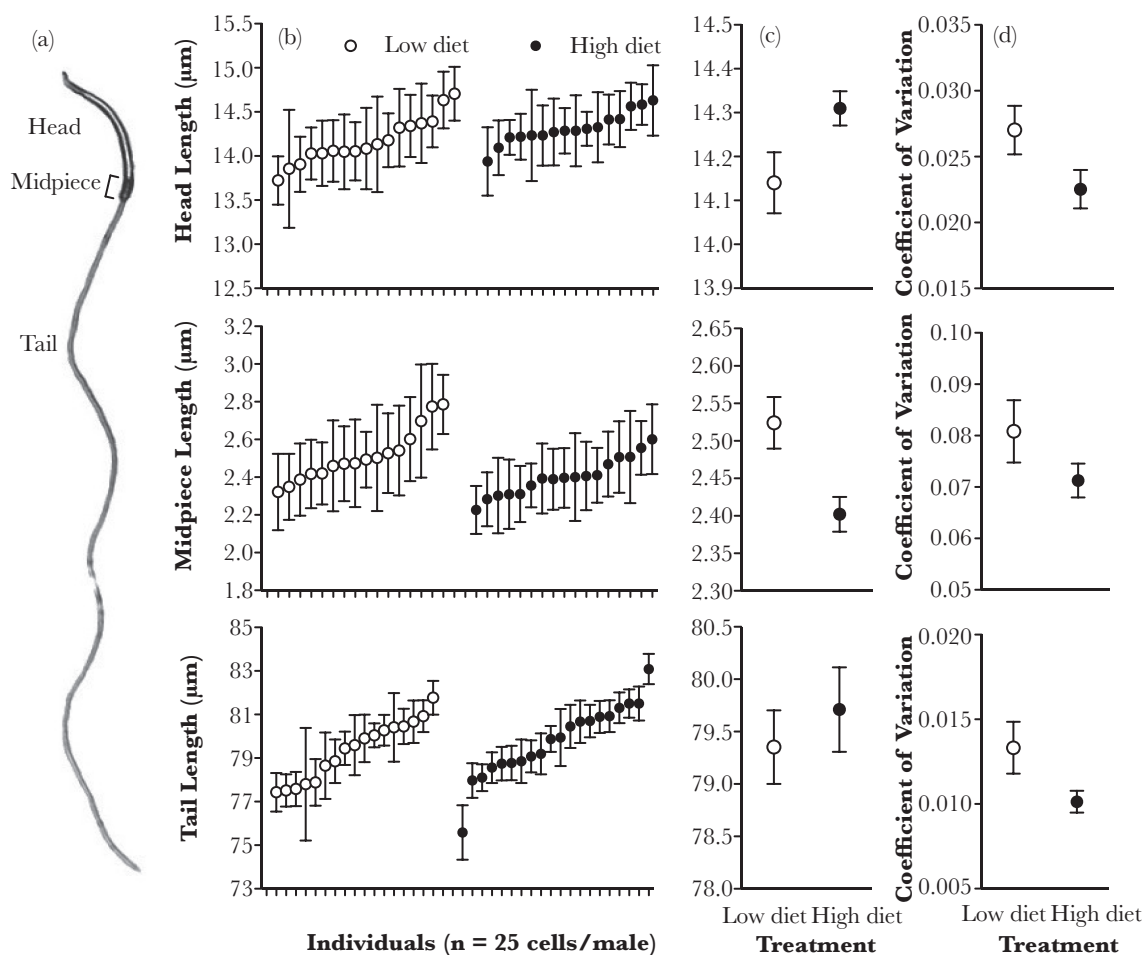 (a)
Head
Midpiece
Tail
(b)
Low diet
High diet
Head Length (μm)
15.5
15.0
14.5
14.0
13.5
13.0
12.5
(c)
14.5
14.4
14.3
14.2
14.1
14.0
13.9
(d)
Coefficient of Variation
0.035
0.030
0.025
0.020
0.015
Midpiece Length (μm)
3.2
3.0
2.8
2.6
2.4
2.2
2.0
1.8
2.65
2.60
2.55
2.50
2.45
2.40
2.35
2.30
Coefficient of Variation
0.10
0.09
0.08
0.07
0.06
0.05
Tail Length (μm)
85
83
81
79
77
75
73
80.5
80.0
79.5
79.0
78.5
78.0
Coefficient of Variation
0.020
0.015
0.010
0.005
Low diet High diet
Low diet High diet
Individuals (n = 25 cells/male)
Treatment
Treatment